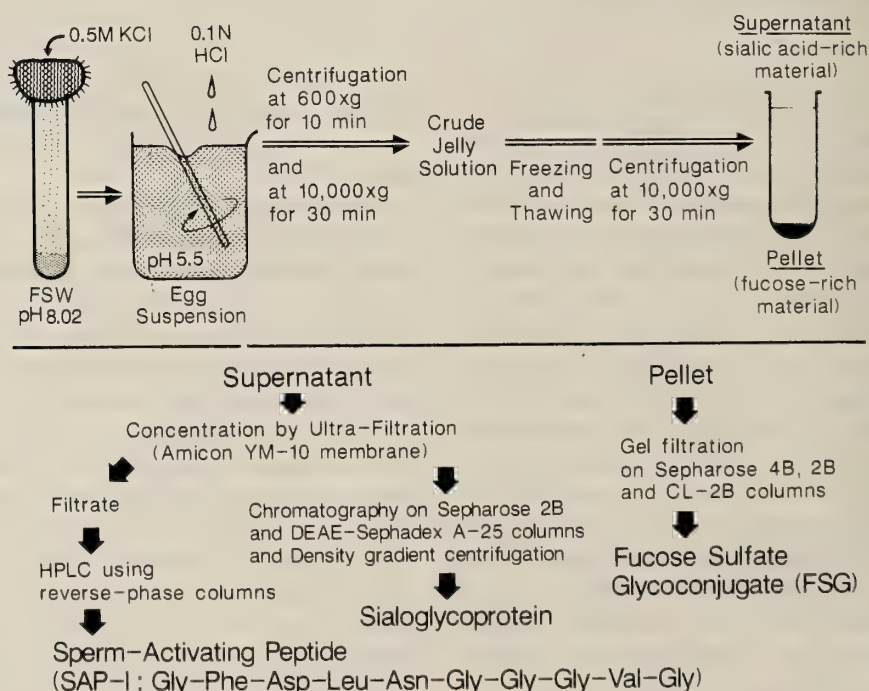 0.5M KCl
FSW
pH 8.02
0.1N
HCl
pH 5.5
Egg
Suspension
Centrifugation
at 600xg
for 10 min
and
at 10,000xg
for 30 min
Crude
Jelly
Solution
Freezing
and
Thawing
Centrifugation
at 10,000xg
for 30 min
Supernatant
(sialic acid-rich
material)
Pellet
(fucose-rich
material)
Supernatant
Concentration by Ultra-Filtration
(Amicon YM-10 membrane)
Filtrate
HPLC using
reverse-phase columns
Sperm-Activating Peptide
(SAP-I: Gly-Phe-Asp-Leu-Asn-Gly-Gly-Gly-Val-Gly)
Chromatography on Sepharose 2B
and DEAE-Sephadex A-25 columns
and Density gradient centrifugation
Sialoglycoprotein
Pellet
Gel filtration
on Sepharose 4B, 2B
and CL-2B columns
Fucose Sulfate
Glycoconjugate (FSG)